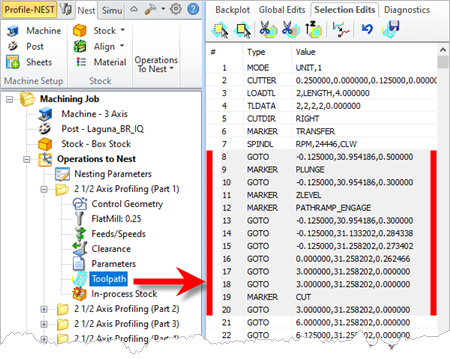 Profile-NEST
Nest
Simu
Machine
Post
Sheets
Machine Setup
Stock
Align
Material
Stock
Operations
To Nest
Machining Job
Machine - 3 Axis
Post - Laguna_BR_IQ
Stock - Box Stock
Operations to Nest
Nesting Parameters
2 1/2 Axis Profiling (Part 1)
Control Geometry
FlatMill: 0.25
Feeds/Speeds
Clearance
Parameters
Toolpath
In-process Stock
2 1/2 Axis Profiling (Part 2)
2 1/2 Axis Profiling (Part 3)
2 1/2 Axis Profiling (Part 4)
Backplot Global Edits Selection Edits Diagnostics
# Type Value
1 MODE UNIT,1
2 CUTTER 0.250000,0.000000,0.125000,0.00000
3 LOADTL 2,LENGTH,4.000000
4 TLDATA 2,2,2,2,0.000000
5 CUTDIR RIGHT
6 MARKER TRANSFER
7 SPINDL RPM,24446,CLW
8 GOTO -0.125000,30.954186,0.500000
9 MARKER PLUNGE
10 GOTO -0.125000,30.954186,0.300000
11 MARKER ZLEVEL
12 MARKER PATHRAMP_ENGAGE
13 GOTO -0.125000,30.954186,0.300000
14 GOTO -0.125000,31.133202,0.284338
15 GOTO -0.125000,31.258202,0.273402
16 GOTO 0.000000,31.258202,0.262466
17 GOTO 3.000000,31.258202,0.000000
18 GOTO 3.000000,31.258202,0.000000
19 MARKER CUT
20 GOTO 3.000000,31.258202,0.000000
21 GOTO 6.000000,31.258202,0.000000
22 GOTO